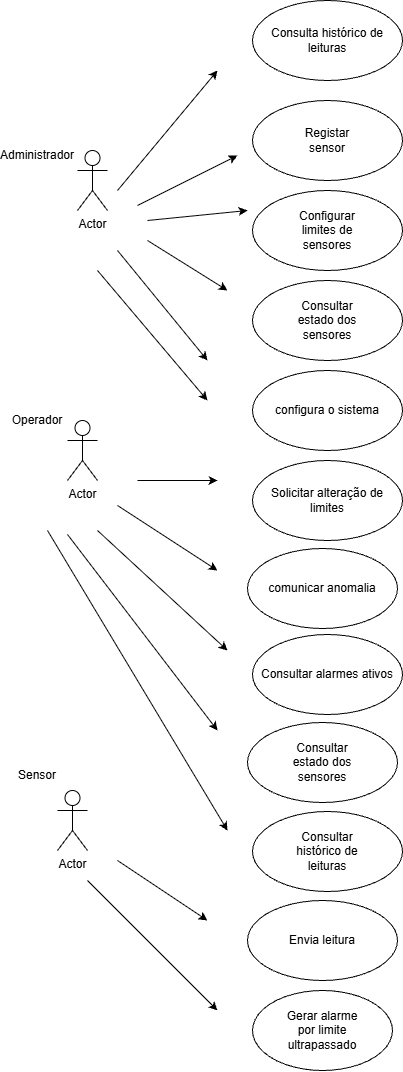 Consulta histórico de
leituras
Administrador
Actor
Registar
sensor
Configurar
limites de
sensores
Consultar
estado dos
sensores
configura o sistema
Operador
Actor
Solicitar alteração de
limites
comunicar anomalia
Consultar alarmes ativos
Consultar
estado dos
sensores
Sensor
Actor
Consultar
histórico de
leituras
Envia leitura
Gerar alarme
por limite
ultrapassado